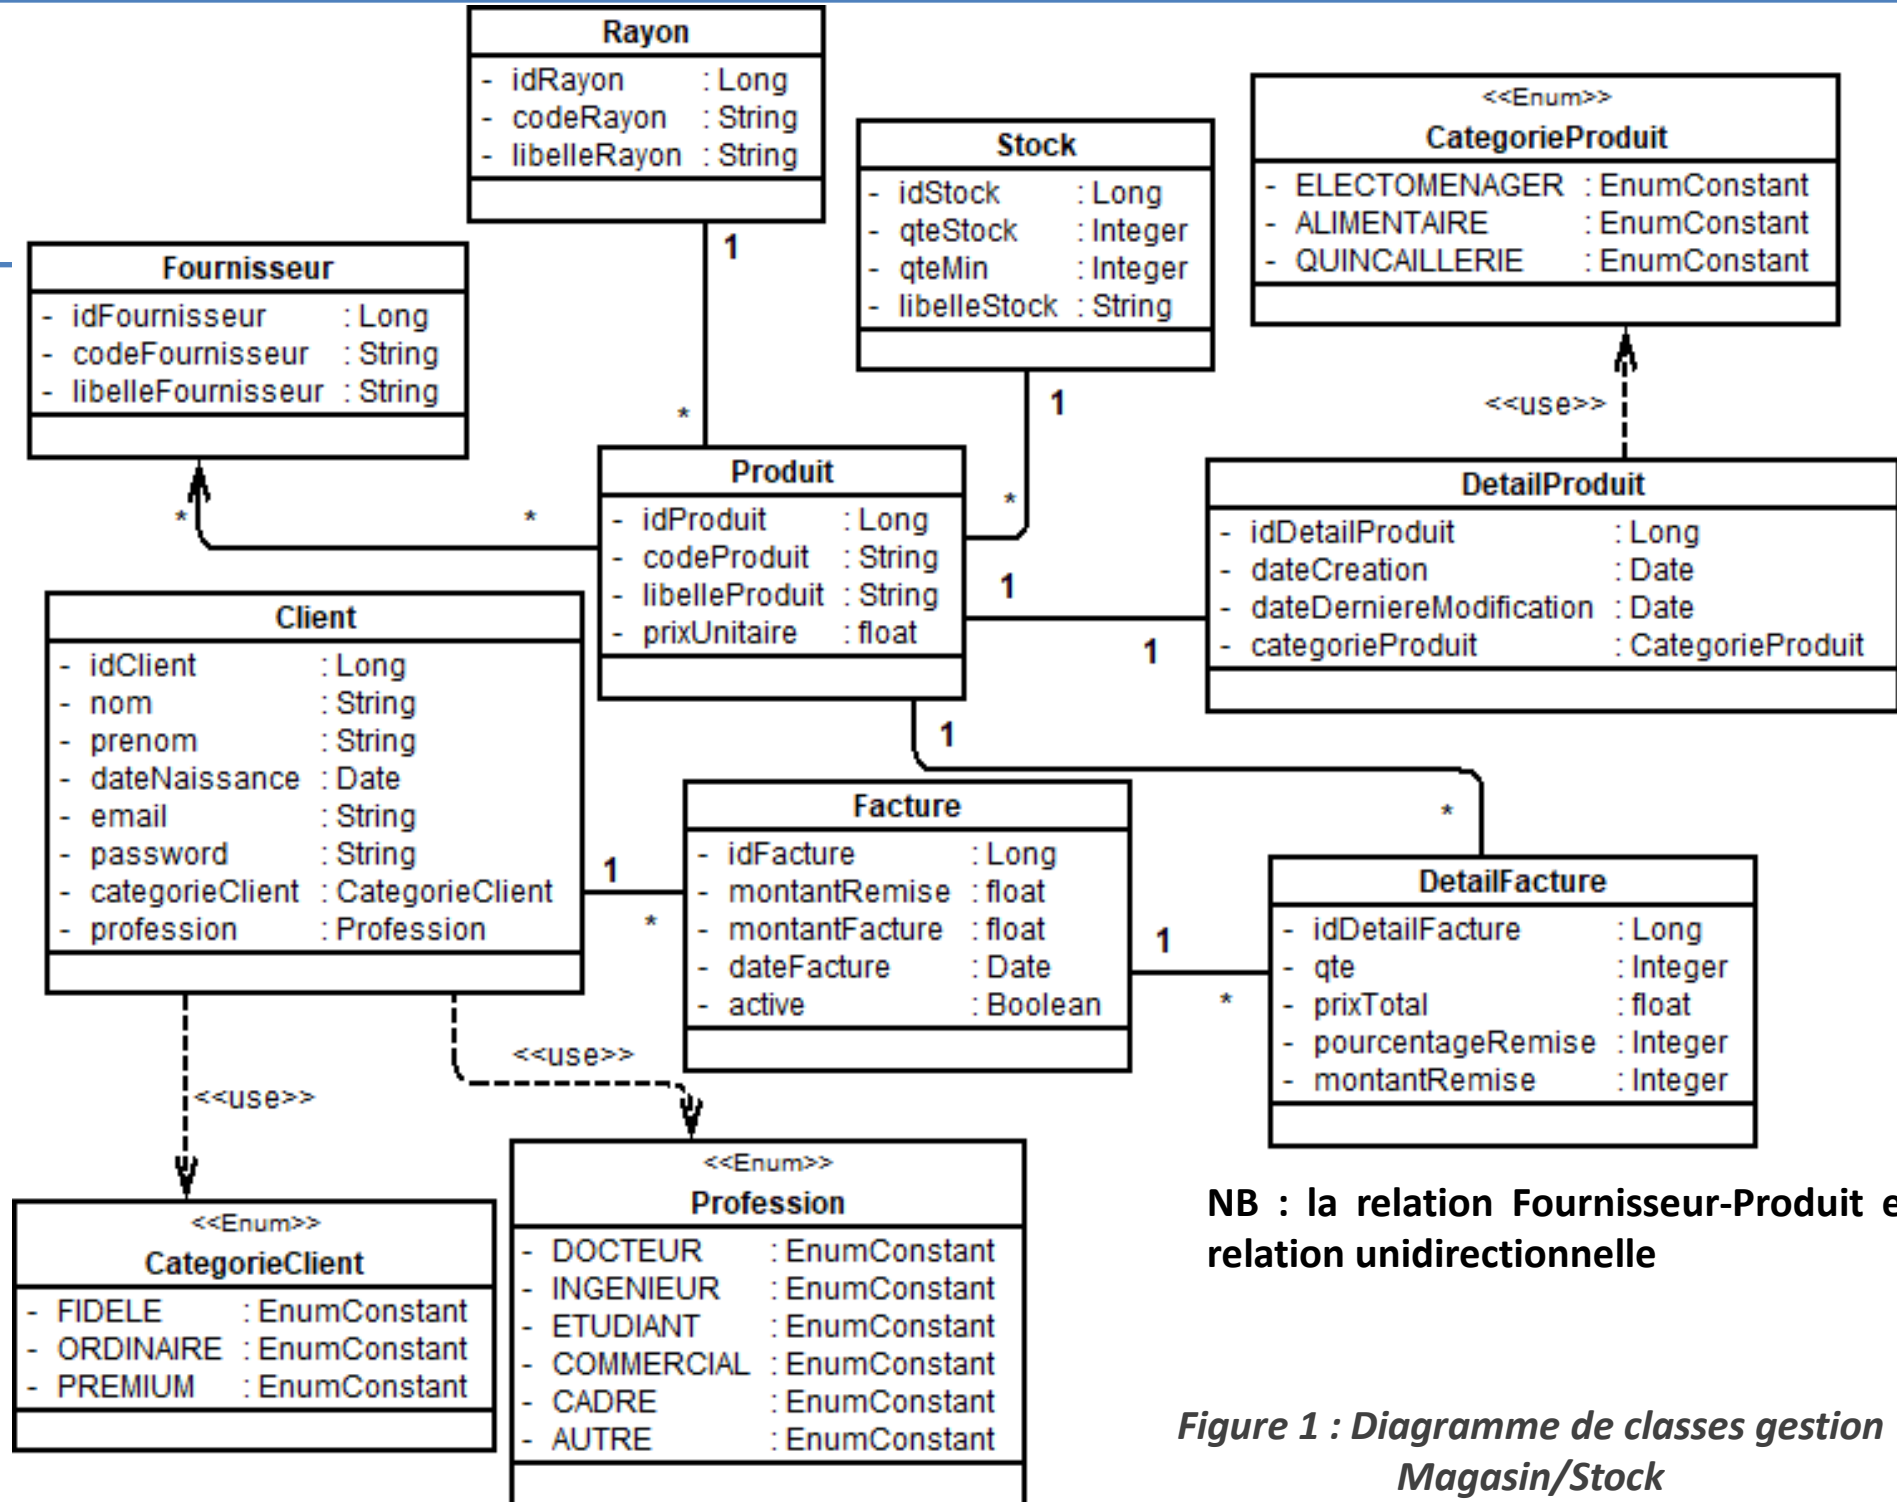 Rayon
- idRayon : Long
- codeRayon : String
- libelleRayon : String
1
*
Stock
- idStock : Long
- qteStock : Integer
- qteMin : Integer
- libelleStock : String
1
*
<<Enum>>
CategorieProduit
- ELECTOMENAGER : EnumConstant
- ALIMENTAIRE : EnumConstant
- QUINCAILLERIE : EnumConstant
<<use>>
Fournisseur
- idFournisseur : Long
- codeFournisseur : String
- libelleFournisseur : String
*
*
Produit
- idProduit : Long
- codeProduit : String
- libelleProduit : String
- prixUnitaire : float
1
1
DetailProduit
- idDetailProduit : Long
- dateCreation : Date
- dateDerniereModification : Date
- categorieProduit : CategorieProduit
1
*
Client
- idClient : Long
- nom : String
- prenom : String
- dateNaissance : Date
- email : String
- password : String
- categorieClient : CategorieClient
- profession : Profession
1
*
Facture
- idFacture : Long
- montantRemise : float
- montantFacture : float
- dateFacture : Date
- active : Boolean
1
*
DetailFacture
- idDetailFacture : Long
- qte : Integer
- prixTotal : float
- pourcentageRemise : Integer
- montantRemise : Integer
<<use>>
<<use>>
<<Enum>>
CategorieClient
- FIDELE : EnumConstant
- ORDINAIRE : EnumConstant
- PREMIUM : EnumConstant
<<Enum>>
Profession
- DOCTEUR : EnumConstant
- INGENIEUR : EnumConstant
- ETUDIANT : EnumConstant
- COMMERCIAL : EnumConstant
- CADRE : EnumConstant
- AUTRE : EnumConstant
NB : la relation Fournisseur-Produit
relation unidirectionnelle
Figure 1 : Diagramme de classes gestion
Magasin/Stock